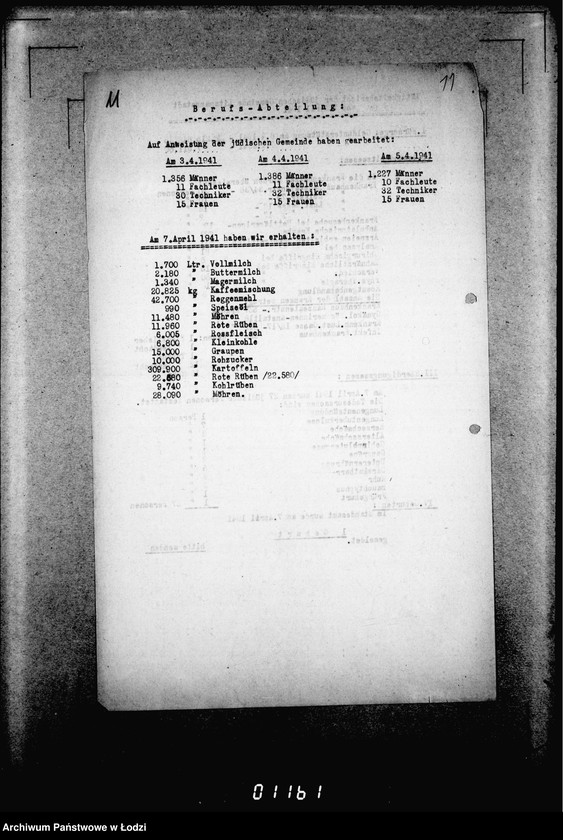 11 11
Berufs-Abteilung:
Auf Anweisung der jüdischen Gemeinde haben gearbeitet:
Am 3.4.1941 Am 4.4.1941 Am 5.4.1941
1.356 Männer 1.386 Männer 1.227 Männer
11 Fachleute 11 Fachleute 10 Fachleute
30 Techniker 32 Techniker 32 Techniker
15 Frauen 15 Frauen 15 Frauen
Am 7.April 1941 haben wir erhalten :
1.700 Ltr. Vollmilch
2.180 " Buttermilch
1.340 " Magermilch
20.825 kg Kaffeemischung
42.700 " Roggenmehl
990 " Speiseöl
11.480 " Möhren
11.960 " Rote Rüben
6.005 " Rossfleisch
6.800 " Kleinkohle
15.000 " Graupen
10.000 " Rohzucker
309.900 " Kartoffeln
22.580 " Rote Rüben /22.580/
9.740 " Kohlrüben
28.090 " Möhren.
01161
Archiwum Państwowe w Łodzi